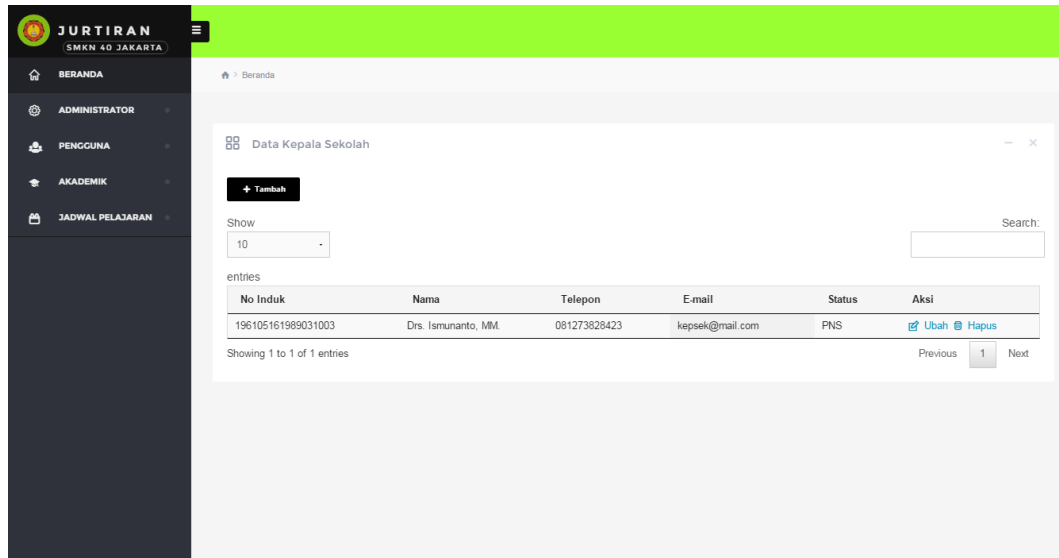 JURTIRAN
SMKN 40 JAKARTA
BERANDA
ADMINISTRATOR
PENGGUNA
AKADEMIK
JADWAL PELAJARAN
> Beranda
Data Kepala Sekolah
+ Tambah
Show
10
entries
Search:
No Induk Nama Telepon E-mail Status Aksi
196105161989031003 Drs. Ismunanto, MM. 081273828423 kepsek@mail.com PNS Ubah Hapus
Showing 1 to 1 of 1 entries
Previous 1 Next